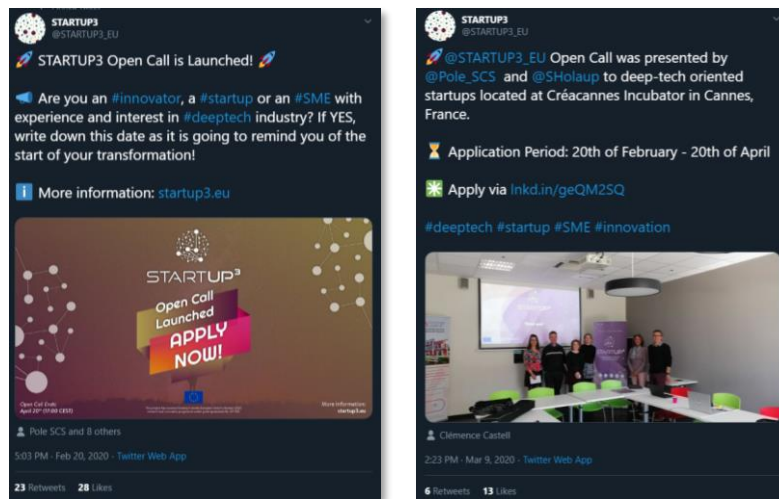 STARTUP3
@STARTUP3_EU
🚀 STARTUP3 Open Call is Launched! 🚀
📢 Are you an #innovator, a #startup or an #SME with
experience and interest in #deeptech industry? If YES,
write down this date as it is going to remind you of the
start of your transformation!
ℹ️ More information: startup3.eu
STARTUP³
Open Call
Launched
APPLY
NOW!
Open Call Ends
April 20th (17:00 CEST)
More information:
startup3.eu
Pole SCS and 8 others
5:03 PM · Feb 20, 2020 · Twitter Web App
23 Retweets 28 Likes
STARTUP3
@STARTUP3_EU
🚀 @STARTUP3_EU Open Call was presented by
@Pole_SCS and @SHolaup to deep-tech oriented
startups located at Créacannes Incubator in Cannes,
France.
⏳ Application Period: 20th of February - 20th of April
✳️ Apply via lnkd.in/geQM2SQ
#deeptech #startup #SME #innovation
STARTUP³
Clémence Castell
2:23 PM · Mar 9, 2020 · Twitter Web App
6 Retweets 13 Likes